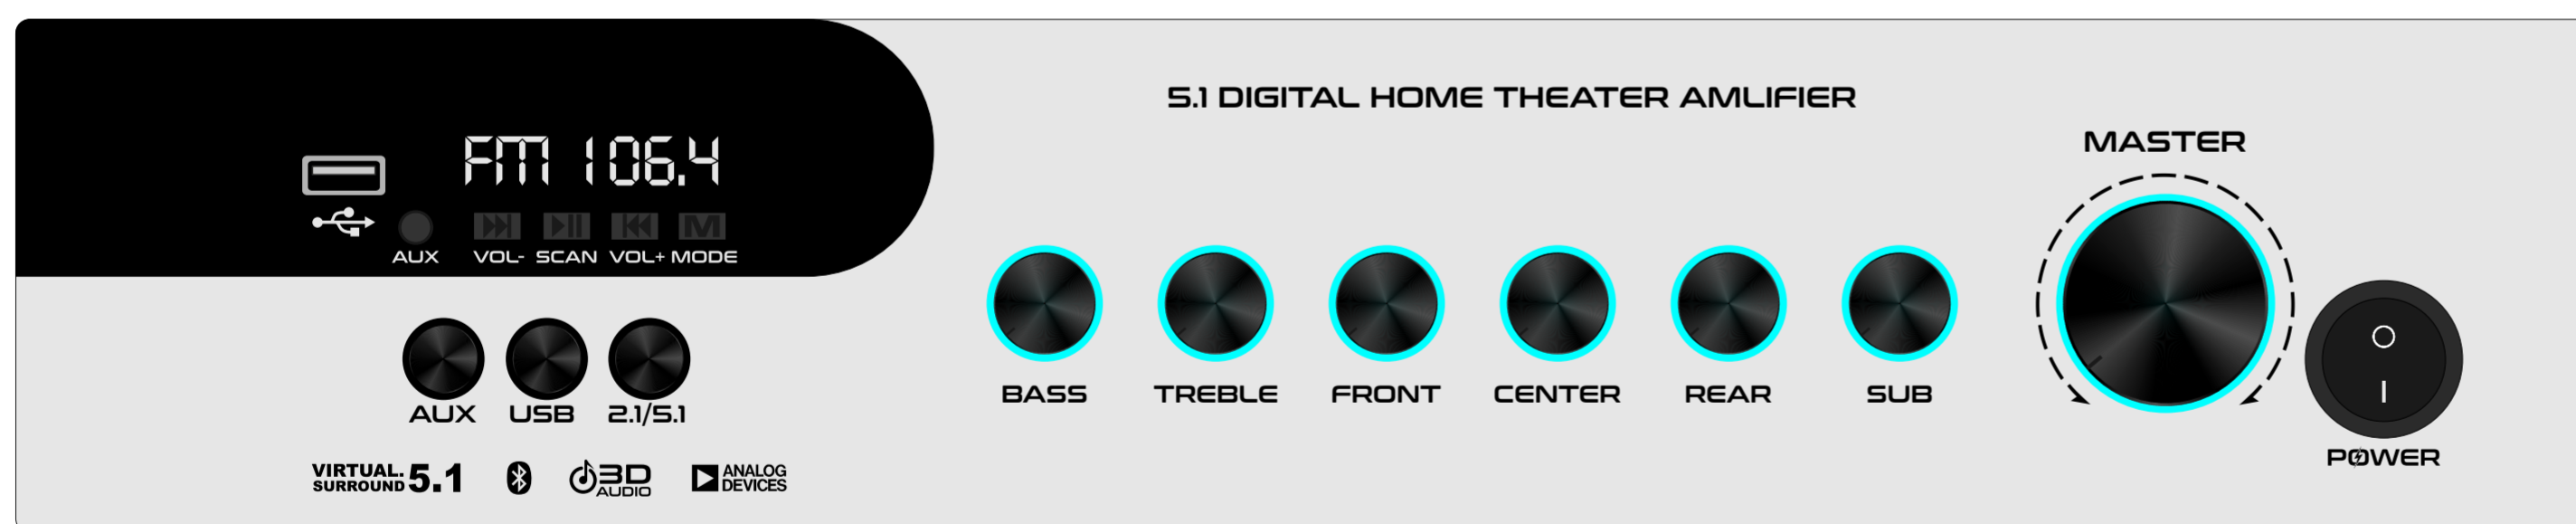 5.1 DIGITAL HOME THEATER AMLIFIER
MASTER
FM 106.4
M
AUX VOL- SCAN VOL+ MODE
BASS TREBLE FRONT CENTER REAR SUB
AUX USB 2.1/5.1
POWER
VIRTUAL.
SURROUND 5.1
3D
AUDIO
ANALOG
DEVICES